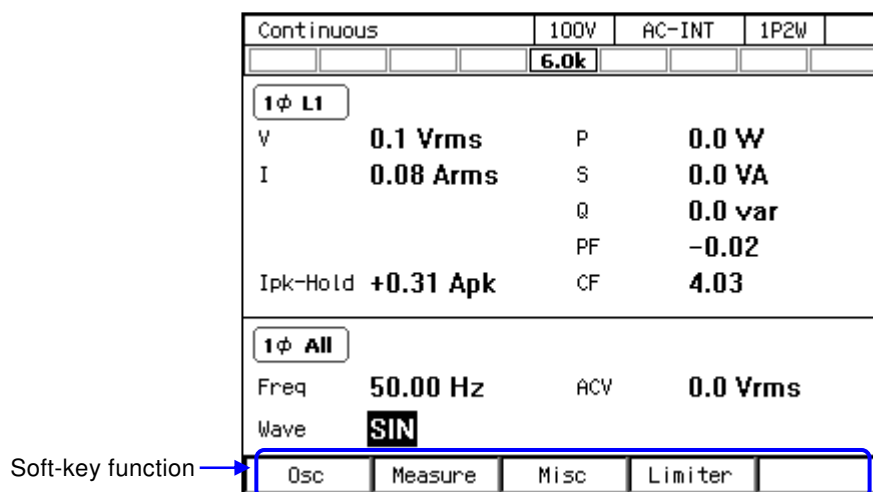 Continuous 100V AC-INT 1P2W
6.0k
1ϕ L1
V 0.1 Vrms P 0.0 W
I 0.08 Arms S 0.0 VA
Q 0.0 var
PF -0.02
Ipk-Hold +0.31 Apk CF 4.03
1ϕ All
Freq 50.00 Hz ACV 0.0 Vrms
Wave SIN
Soft-key function Osc Measure Misc Limiter